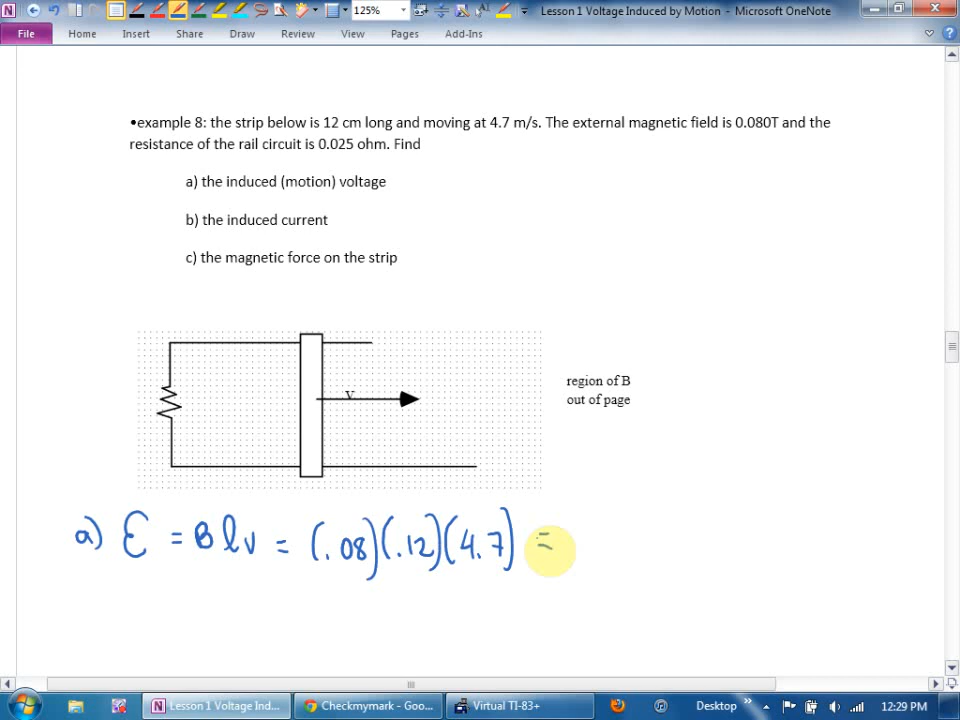 125%
Lesson 1 Voltage Induced by Motion - Microsoft OneNote
File Home Insert Share Draw Review View Pages Add-Ins
•example 8: the strip below is 12 cm long and moving at 4.7 m/s. The external magnetic field is 0.080T and the
resistance of the rail circuit is 0.025 ohm. Find
a) the induced (motion) voltage
b) the induced current
c) the magnetic force on the strip
region of B
v
out of page
a) ℰ = Blv = (.08)(.12)(4.7) =
Lesson 1 Voltage Ind... Checkmymark - Goo... Virtual TI-83+ Desktop » 12:29 PM